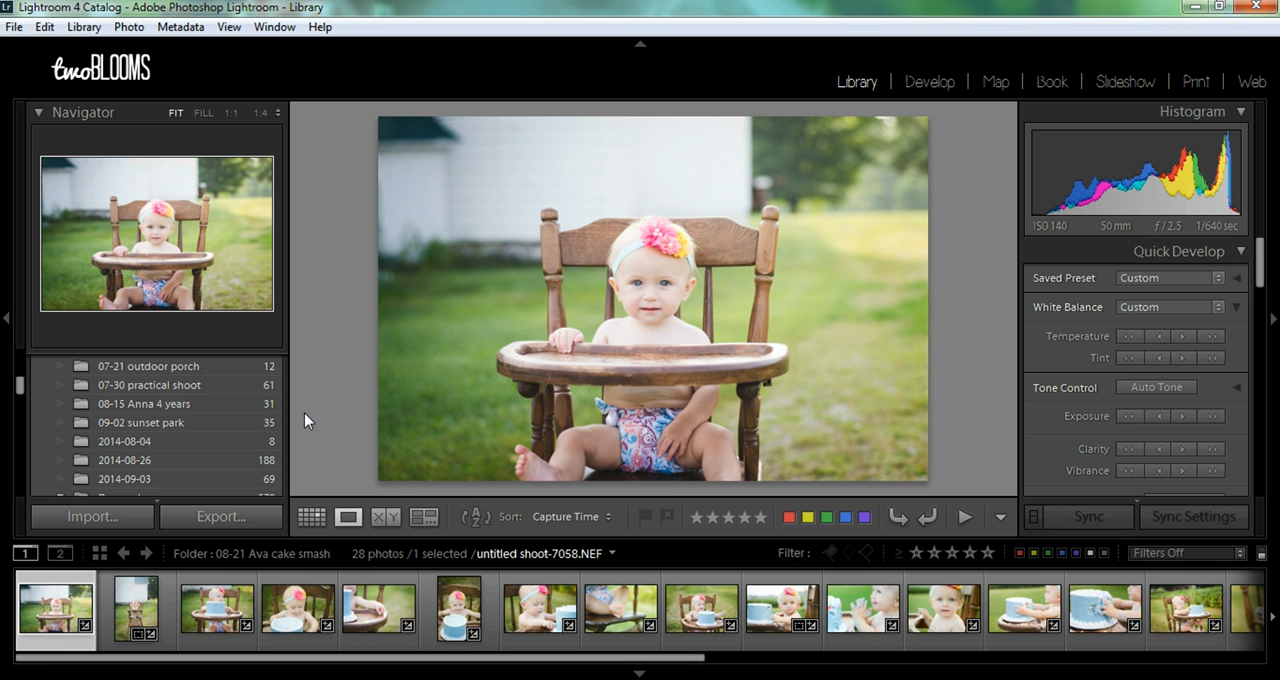 Lr Lightroom 4 Catalog - Adobe Photoshop Lightroom - Library
File Edit Library Photo Metadata View Window Help
twoBLOOMS
Library | Develop | Map | Book | Slideshow | Print | Web
Navigator FIT FILL 1:1 1:4
Histogram
ISO 140 50 mm ƒ / 2.5 1/640 sec
Quick Develop
Saved Preset Custom
White Balance Custom
Temperature
Tint
Tone Control Auto Tone
Exposure
Clarity
Vibrance
07-21 outdoor porch 12
07-30 practical shoot 61
08-15 Anna 4 years 31
09-02 sunset park 35
2014-08-04 8
2014-08-26 188
2014-09-03 69
Import... Export...
X Y
A Z Sort: Capture Time
Sync Sync Settings
1 2 Folder : 08-21 Ava cake smash 28 photos /1 selected /untitled shoot-7058.NEF
Filter : ≥ Filters Off